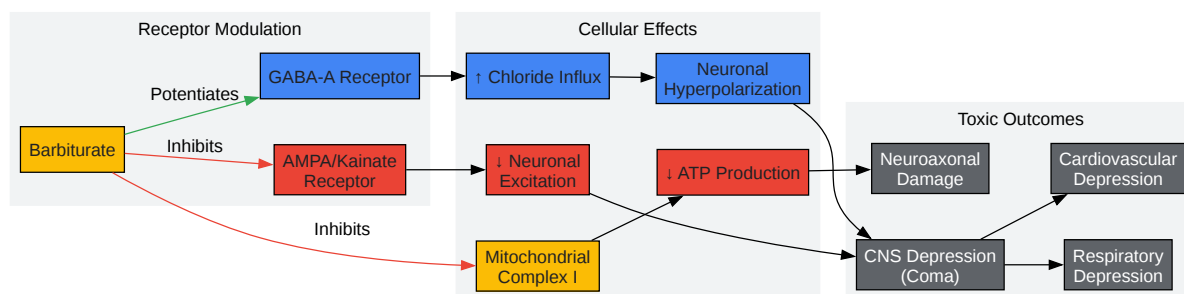 Receptor Modulation
Cellular Effects
GABA-A Receptor
↑ Chloride Influx
Neuronal
Hyperpolarization
Potentiates
Toxic Outcomes
Barbiturate
Inhibits
AMPA/Kainate
Receptor
↓ Neuronal
Excitation
↓ ATP Production
Neuroaxonal
Damage
Cardiovascular
Depression
Inhibits
Mitochondrial
Complex I
CNS Depression
(Coma)
Respiratory
Depression